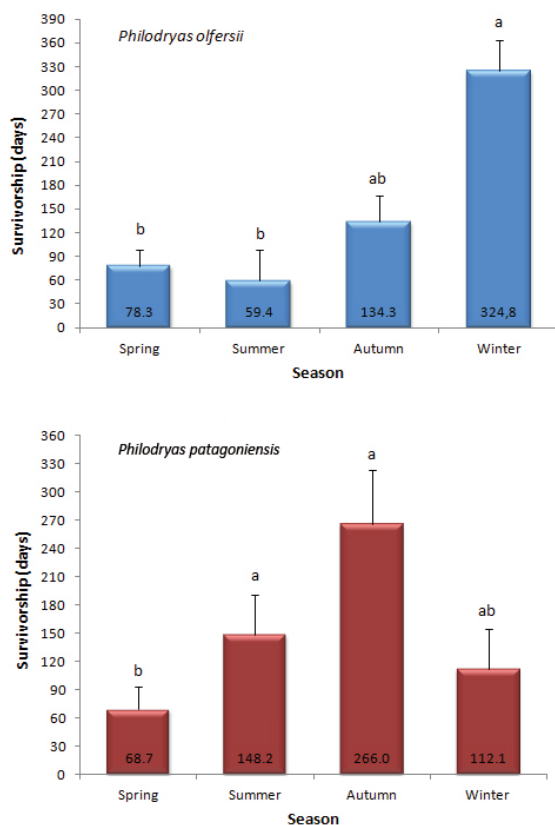 Philodryas olfersii
Survivorship (days)
390
360
330
300
270
240
210
180
150
120
90
60
30
0
b
b
ab
a
78.3
59.4
134.3
324,8
Spring
Summer
Autumn
Winter
Season
Philodryas patagoniensis
Survivorship (days)
360
330
300
270
240
210
180
150
120
90
60
30
0
b
a
a
ab
68.7
148.2
266.0
112.1
Spring
Summer
Autumn
Winter
Season